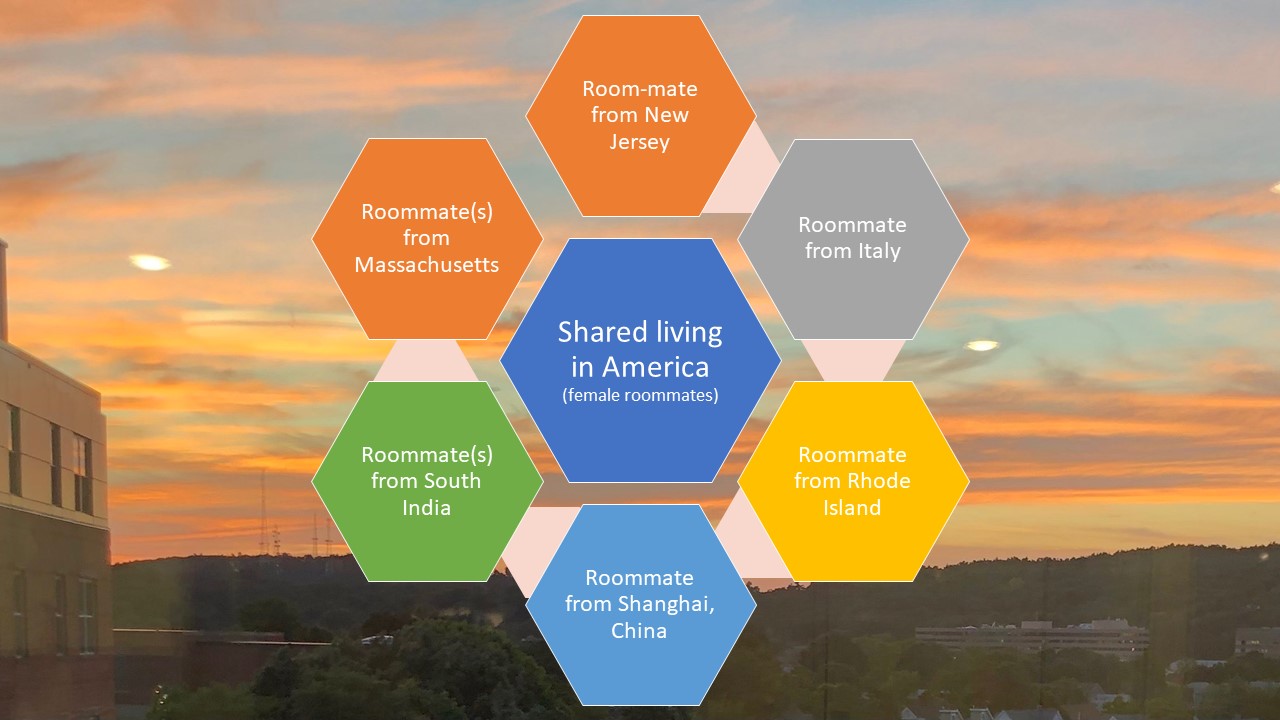 Room-mate
from New
Jersey
Roommate
from Italy
Roommate
from Rhode
Island
Roommate
from Shanghai,
China
Roommate(s)
from South
India
Roommate(s)
from
Massachusetts
Shared living
in America
(female roommates)